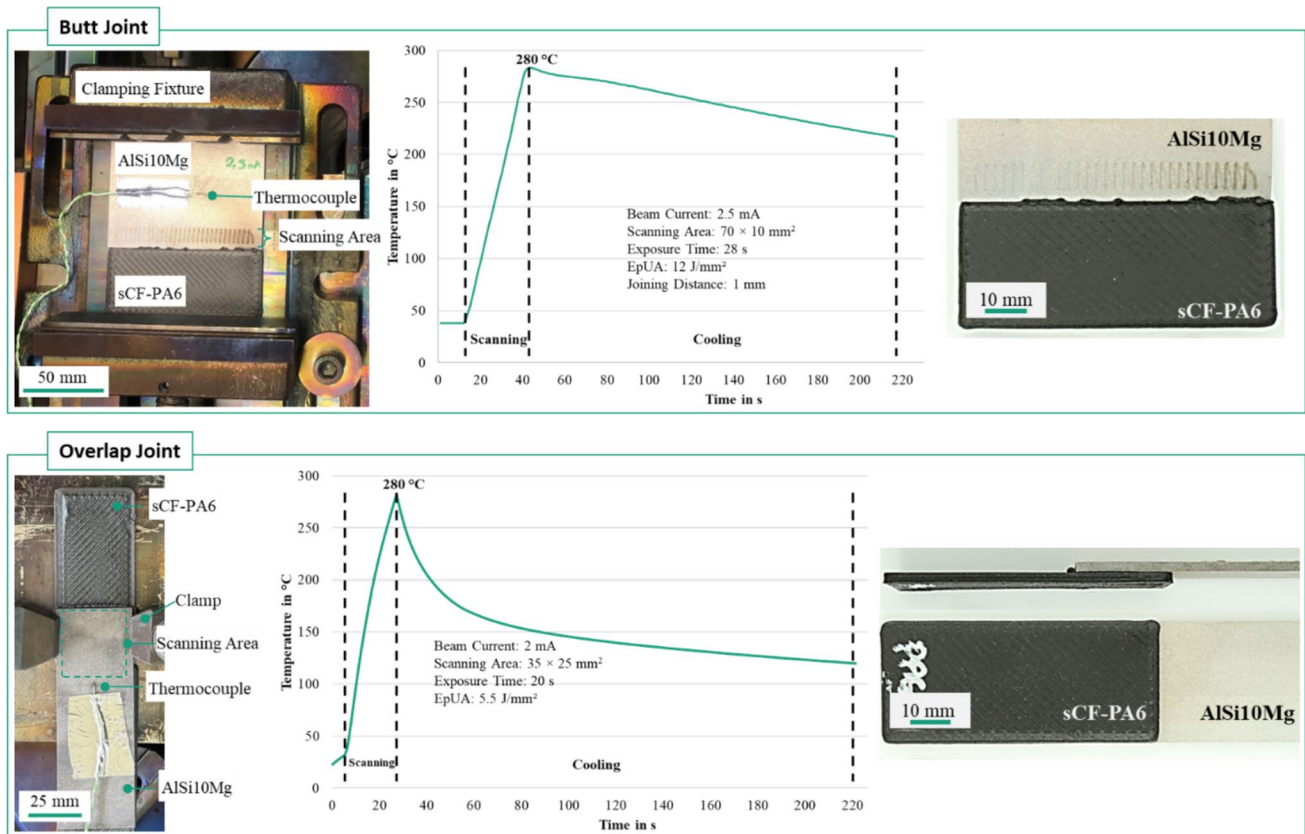 Butt Joint
Clamping Fixture
AlSi10Mg
2,5 mA
Thermocouple
Scanning Area
sCF-PA6
50 mm
Temperature in °C
300
250
200
150
100
50
0
280 °C
Beam Current: 2.5 mA
Scanning Area: 70 × 10 mm²
Exposure Time: 28 s
EpUA: 12 J/mm²
Joining Distance: 1 mm
Scanning
Cooling
0 20 40 60 80 100 120 140 160 180 200 220
Time in s
AlSi10Mg
10 mm
sCF-PA6
Overlap Joint
sCF-PA6
Clamp
Scanning Area
Thermocouple
AlSi10Mg
25 mm
Temperature in °C
300
250
200
150
100
50
0
280 °C
Beam Current: 2 mA
Scanning Area: 35 × 25 mm²
Exposure Time: 20 s
EpUA: 5.5 J/mm²
Scanning
Cooling
0 20 40 60 80 100 120 140 160 180 200 220
Time in s
10 mm
sCF-PA6
AlSi10Mg